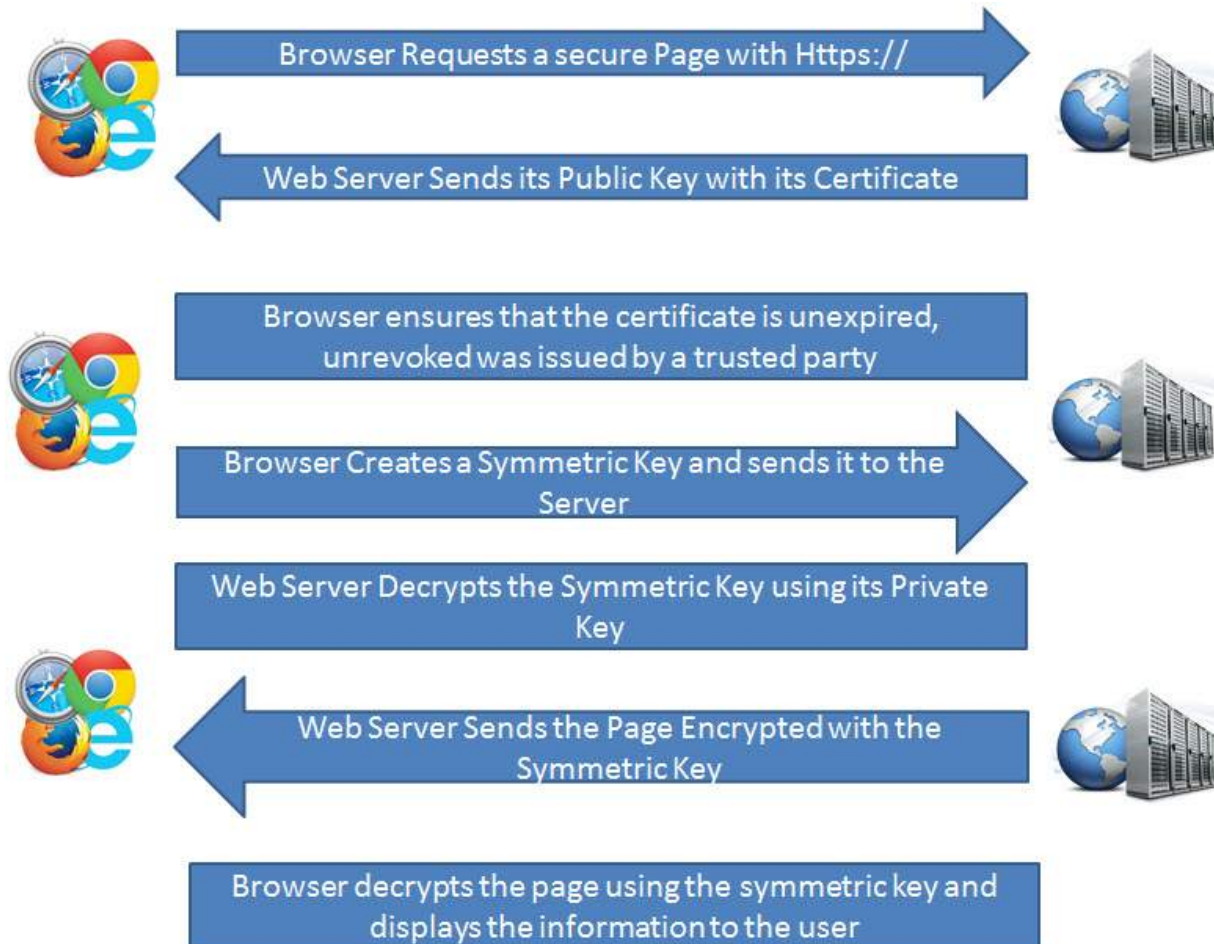 Browser Requests a secure Page with Https://
Web Server Sends its Public Key with its Certificate
Browser ensures that the certificate is unexpired,
unrevoked was issued by a trusted party
Browser Creates a Symmetric Key and sends it to the
Server
Web Server Decrypts the Symmetric Key using its Private
Key
Web Server Sends the Page Encrypted with the
Symmetric Key
Browser decrypts the page using the symmetric key and
displays the information to the user